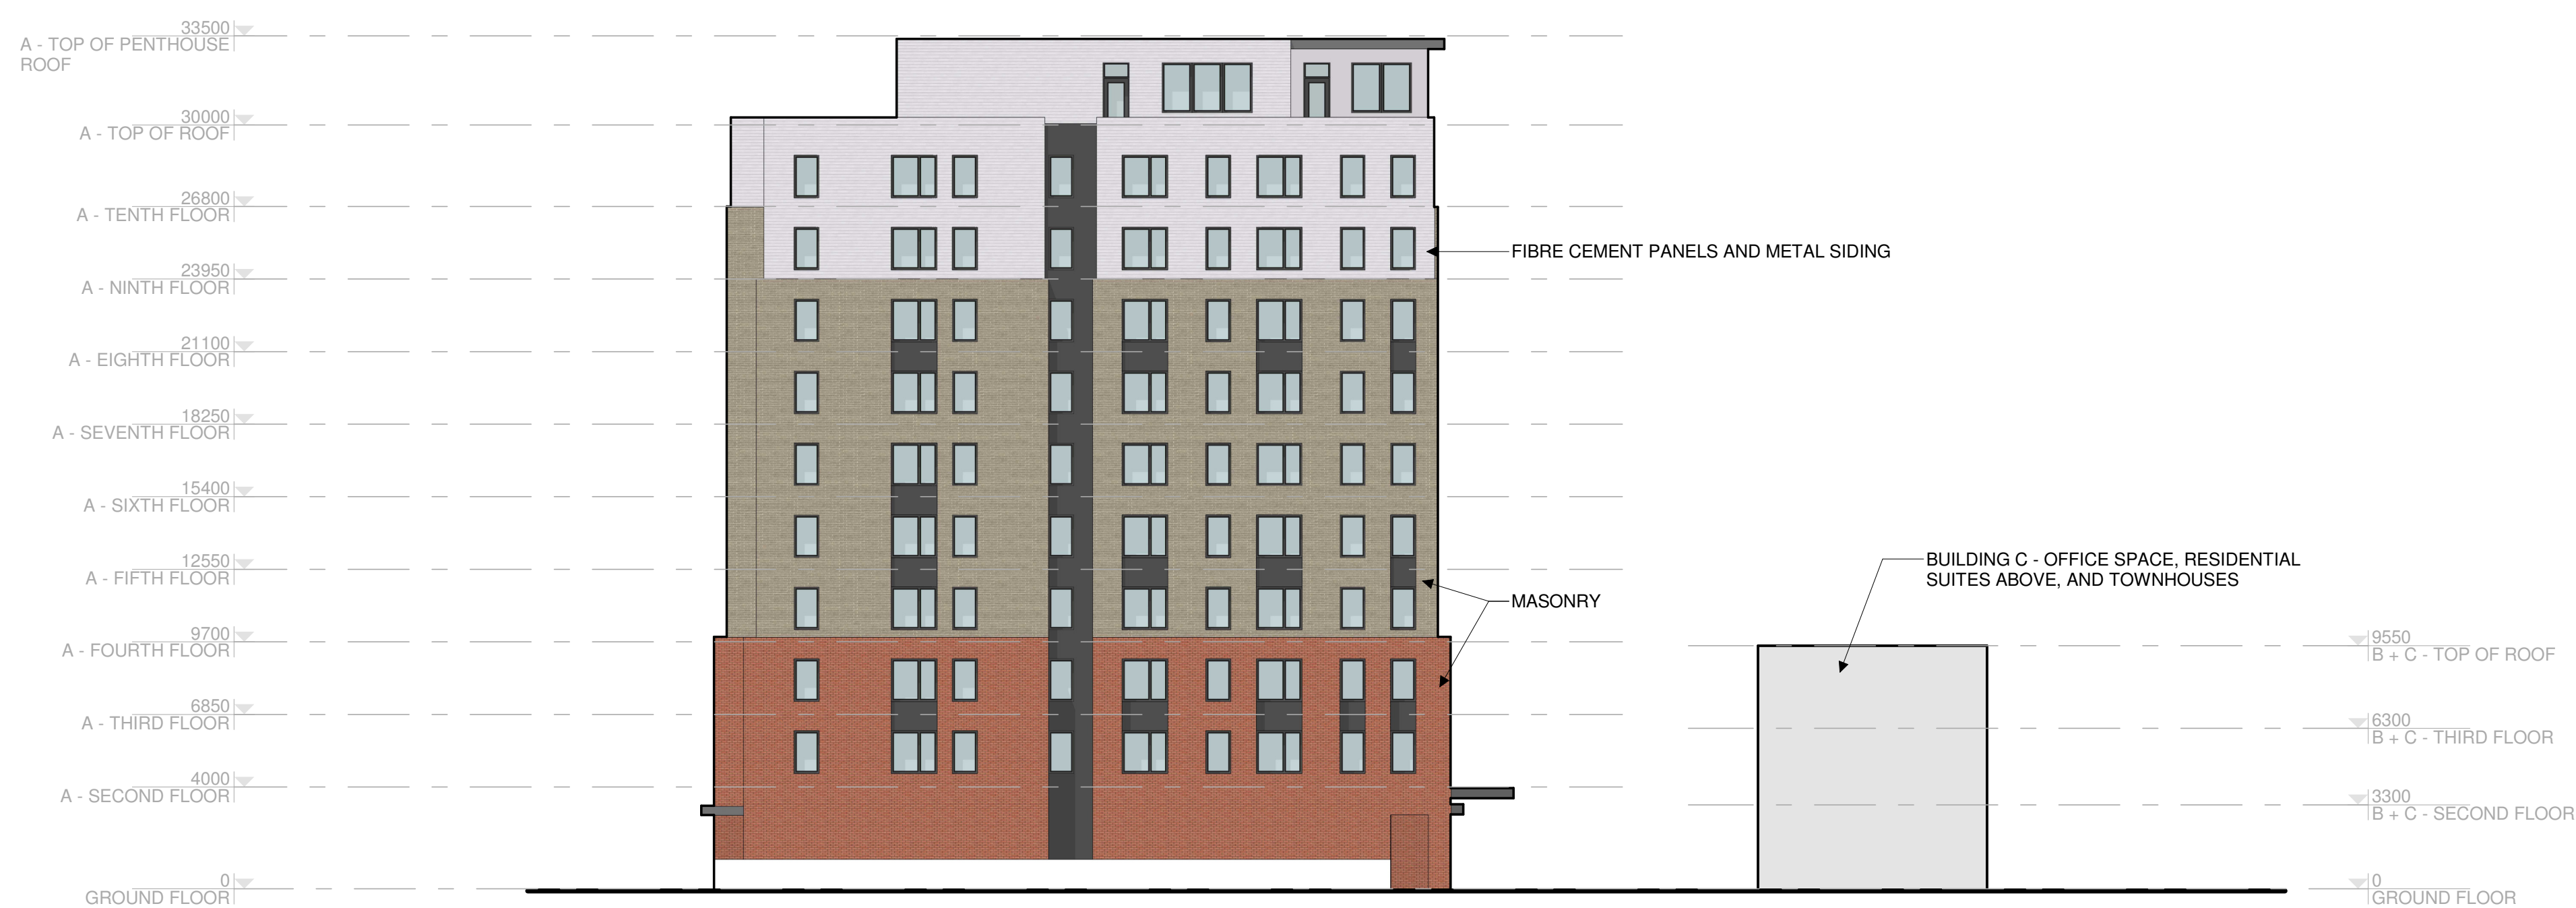 33500
A - TOP OF PENTHOUSE
ROOF
30000
A - TOP OF ROOF
26800
A - TENTH FLOOR
23950
A - NINTH FLOOR
21100
A - EIGHTH FLOOR
18250
A - SEVENTH FLOOR
15400
A - SIXTH FLOOR
12550
A - FIFTH FLOOR
9700
A - FOURTH FLOOR
6850
A - THIRD FLOOR
4000
A - SECOND FLOOR
0
GROUND FLOOR
FIBRE CEMENT PANELS AND METAL SIDING
MASONRY
BUILDING C - OFFICE SPACE, RESIDENTIAL
SUITES ABOVE, AND TOWNHOUSES
9550
B + C - TOP OF ROOF
6300
B + C - THIRD FLOOR
3300
B + C - SECOND FLOOR
0
GROUND FLOOR